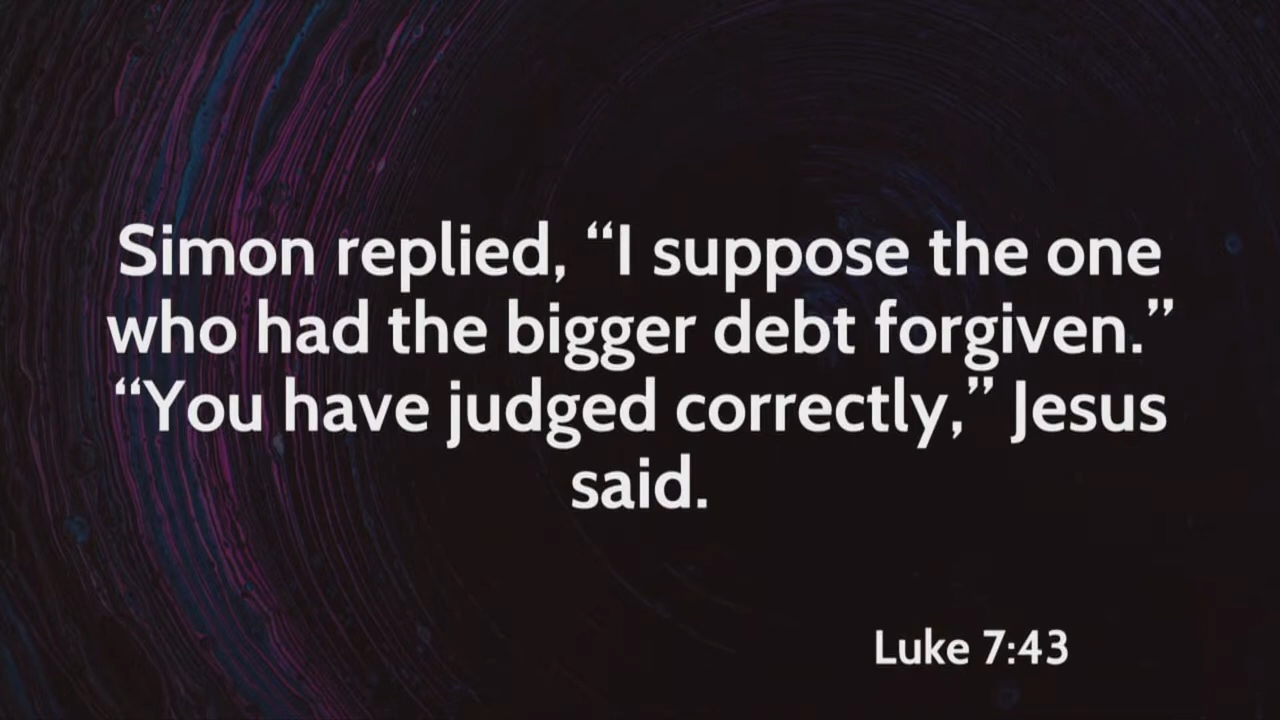 Simon replied, “I suppose the one
who had the bigger debt forgiven.”
“You have judged correctly,” Jesus
said.
Luke 7:43